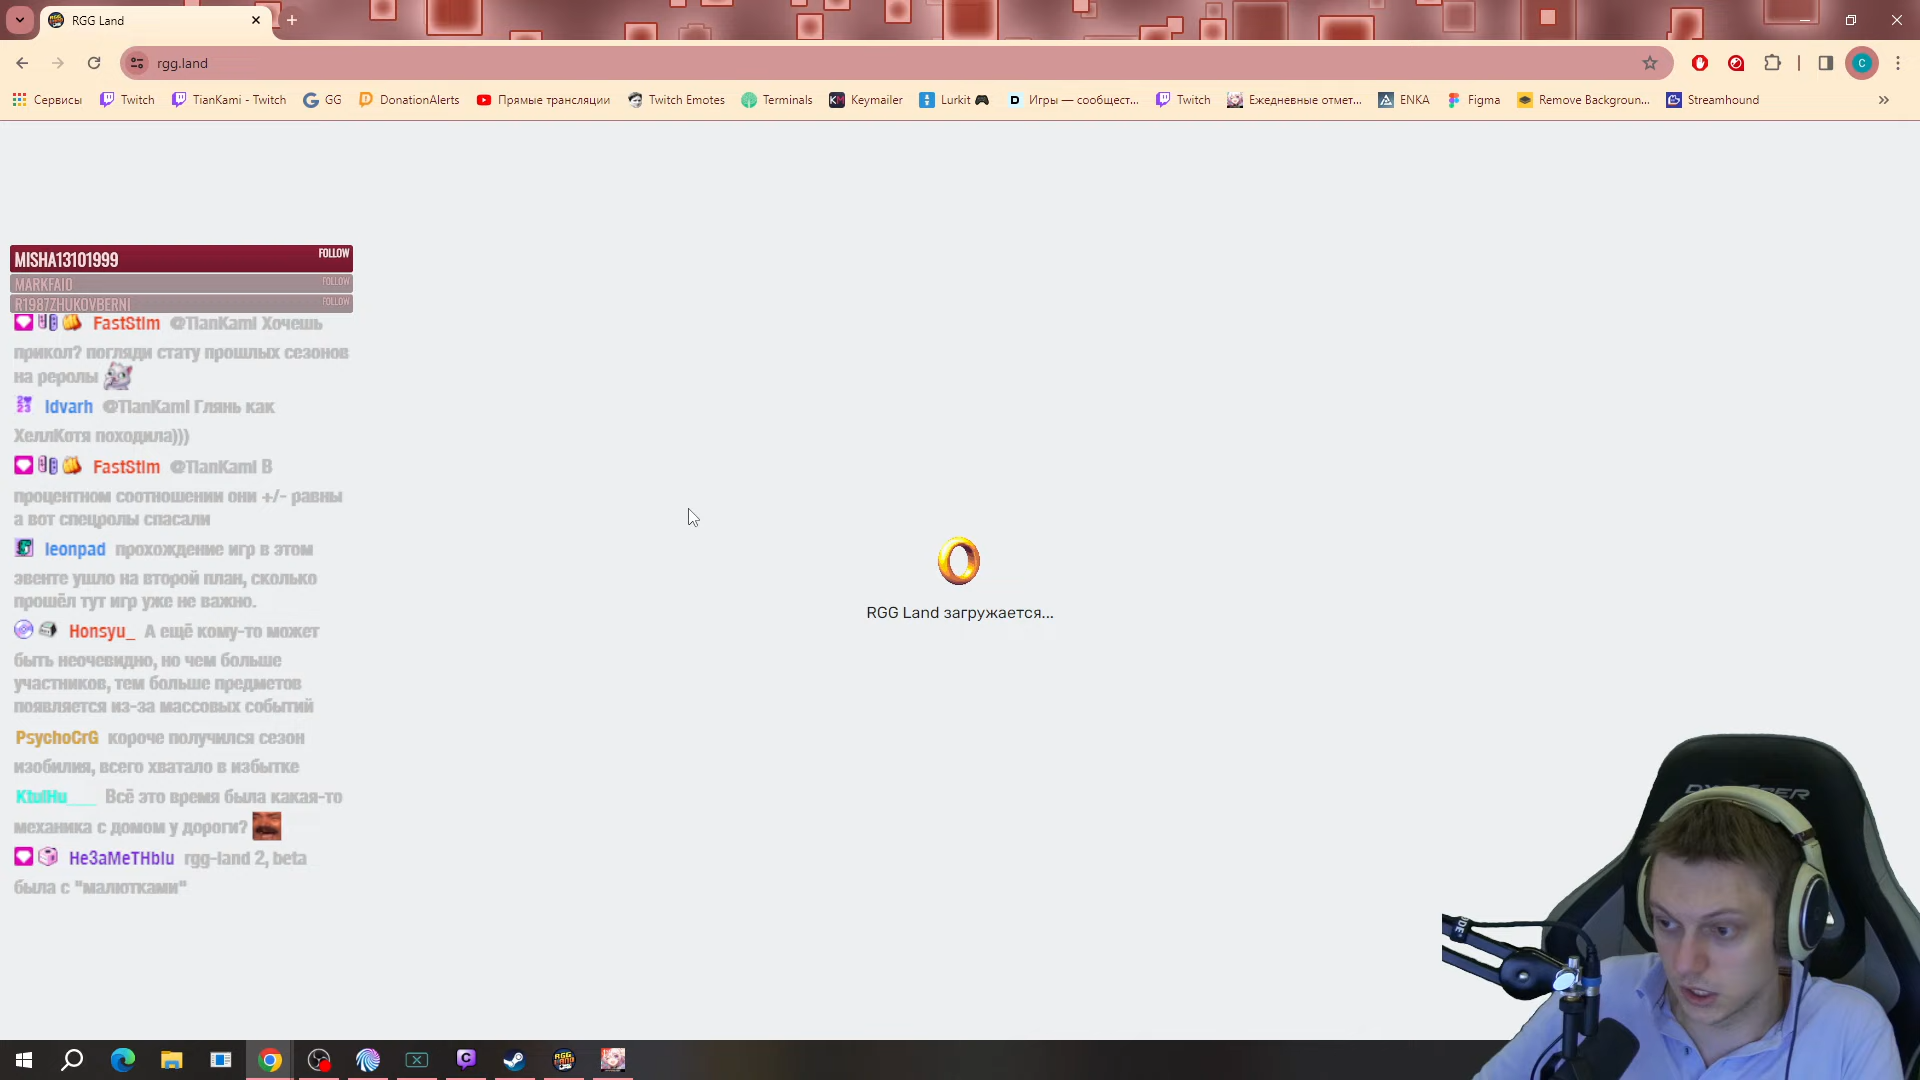 RGG Land
rgg.land
Сервисы
Twitch
TianKami - Twitch
GG
DonationAlerts
Прямые трансляции
Twitch Emotes
Terminals
Keymailer
Lurkit 🎮
Игры — сообщест...
Twitch
Ежедневные отмет...
ENKA
Figma
Remove Backgroun...
Streamhound
MISHA13101999 FOLLOW
MARKFAIO FOLLOW
R1987ZHUKOVBERNI FOLLOW
FastStim @TianKami Хочешь
прикол? погляди стату прошлых сезонов
на реролы
Idvarh @TianKami Глянь как
ХеллКотя походила)))
FastStim @TianKami В
процентном соотношении они +/- равны
а вот спецролы спасали
leonpad прохождение игр в этом
эвенте ушло на второй план, сколько
прошёл тут игр уже не важно.
Honsyu_ А ещё кому-то может
быть неочевидно, но чем больше
участников, тем больше предметов
появляется из-за массовых событий
PsychoCrG короче получился сезон
изобилия, всего хватало в избытке
KtulHu___ Всё это время была какая-то
механика с домом у дороги?
He3aMeTHblu rgg-land 2, beta
была с "малютками"
RGG Land загружается...